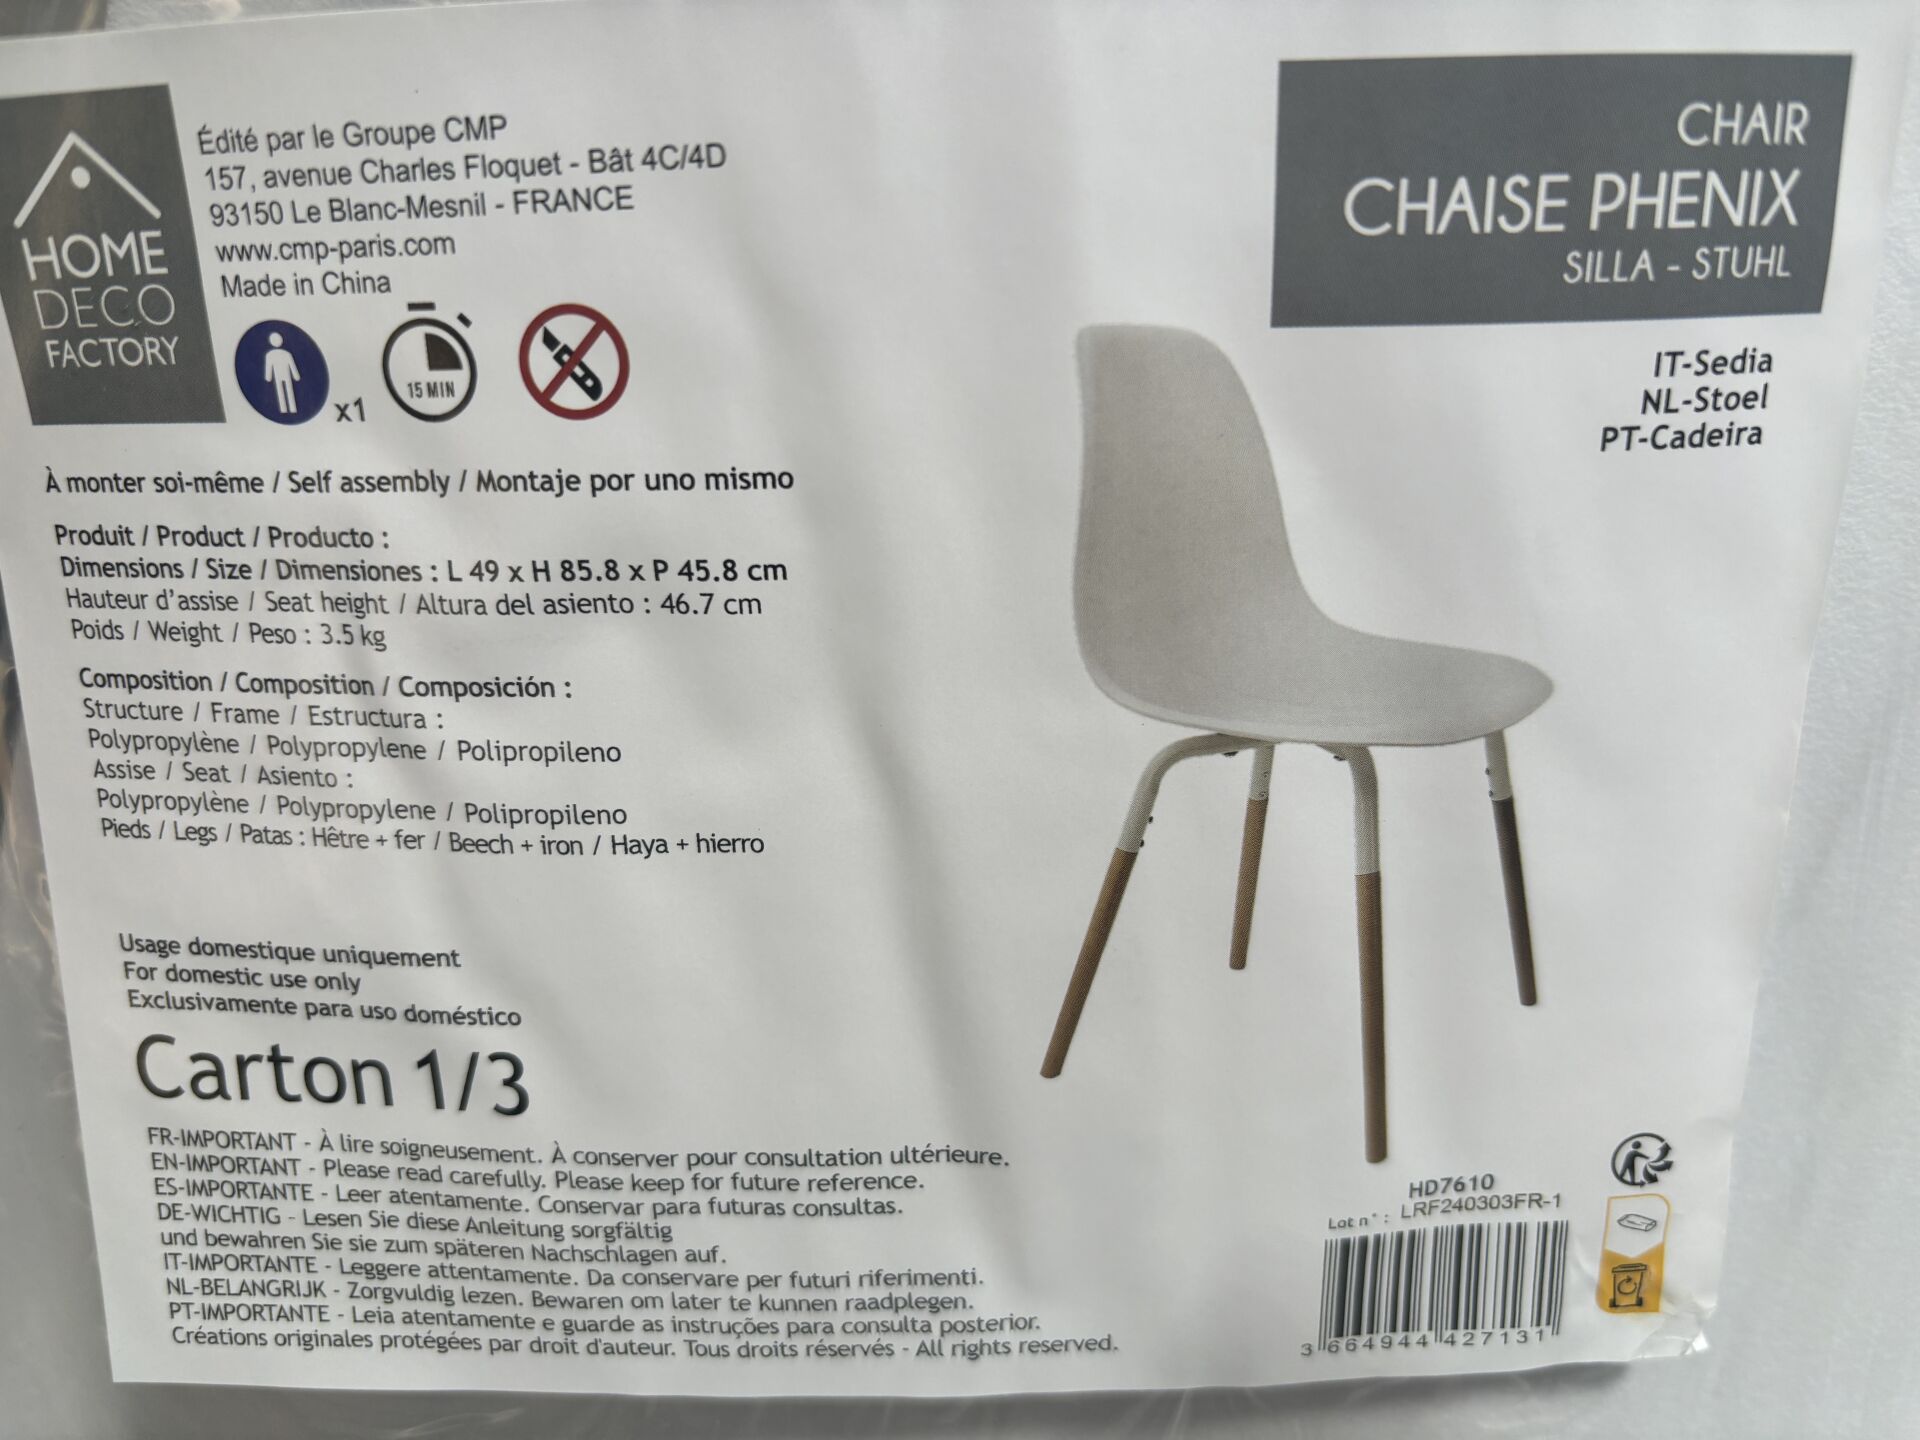 HOME
DECO
FACTORY
Édité par le Groupe CMP
157, avenue Charles Floquet - Bât 4C/4D
93150 Le Blanc-Mesnil - FRANCE
www.cmp-paris.com
Made in China
x1
15 MIN
CHAIR
CHAISE PHENIX
SILLA - STUHL
IT-Sedia
NL-Stoel
PT-Cadeira
À monter soi-même / Self assembly / Montaje por uno mismo
Produit / Product / Producto :
Dimensions / Size / Dimensiones : L 49 x H 85.8 x P 45.8 cm
Hauteur d'assise / Seat height / Altura del asiento : 46.7 cm
Poids / Weight / Peso : 3.5 kg
Composition / Composition / Composición :
Structure / Frame / Estructura :
Polypropylène / Polypropylene / Polipropileno
Assise / Seat / Asiento :
Polypropylène / Polypropylene / Polipropileno
Pieds / Legs / Patas : Hêtre + fer / Beech + iron / Haya + hierro
Usage domestique uniquement
For domestic use only
Exclusivamente para uso doméstico
Carton 1/3
FR-IMPORTANT - À lire soigneusement. À conserver pour consultation ultérieure.
EN-IMPORTANT - Please read carefully. Please keep for future reference.
ES-IMPORTANTE - Leer atentamente. Conservar para futuras consultas.
DE-WICHTIG - Lesen Sie diese Anleitung sorgfältig
und bewahren Sie sie zum späteren Nachschlagen auf.
IT-IMPORTANTE - Leggere attentamente. Da conservare per futuri riferimenti.
NL-BELANGRIJK - Zorgvuldig lezen. Bewaren om later te kunnen raadplegen.
PT-IMPORTANTE - Leia atentamente e guarde as instruções para consulta posterior.
Créations originales protégées par droit d'auteur. Tous droits réservés - All rights reserved.
HD7610
Lot n° : LRF240303FR-1
3 664944 427131